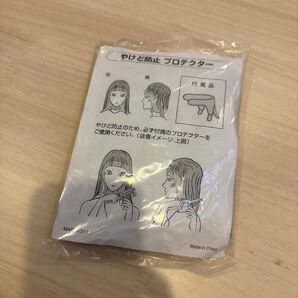 やけど防止 プロテクター
前 横 付属品
やけど防止のため、必ず付属のプロテクターを
ご使用ください。(装着イメージ上図)
Made in China